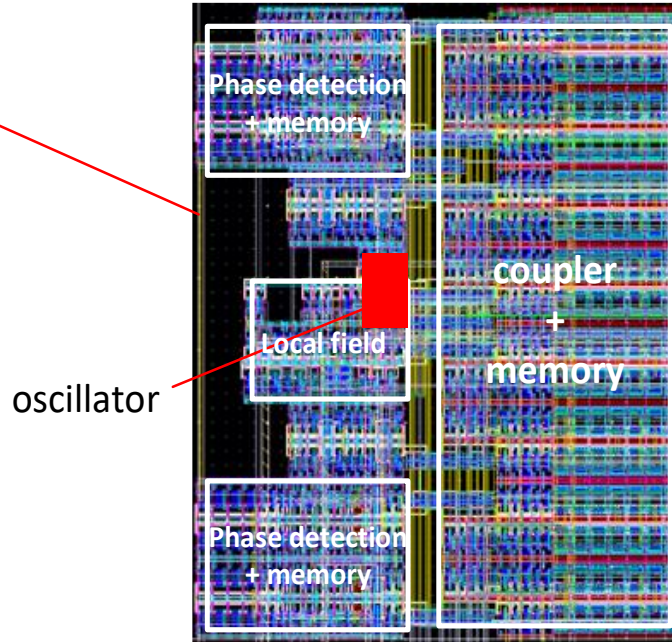 Phase detection
+ memory
coupler
+
memory
Local field
oscillator
Phase detection
+ memory